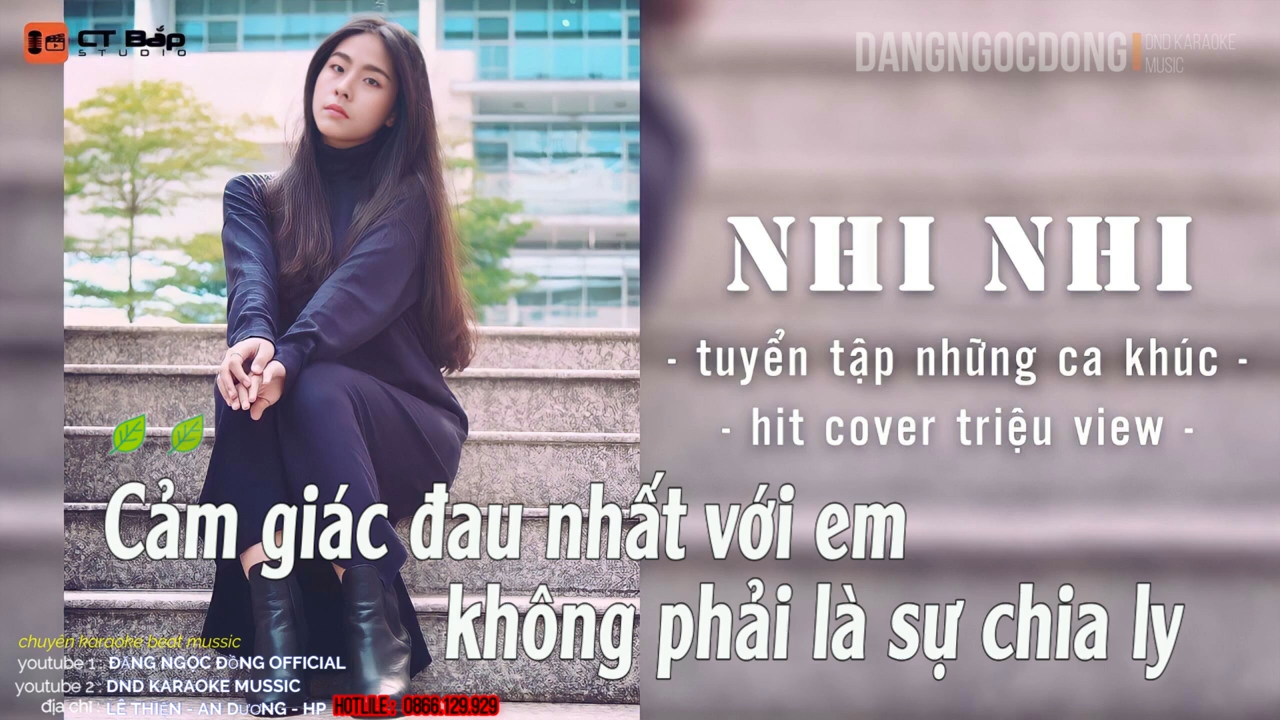 CT Bắp
STUDIO
DANGNGOCDONG
DND KARAOKE
MUSIC
NHI NHI
- tuyển tập những ca khúc -
- hit cover triệu view -
Cảm giác đau nhất với em
không phải là sự chia ly
chuyên karaoke beat mussic
youtube 1 : ĐẶNG NGỌC ĐỒNG OFFICIAL
youtube 2 : DND KARAOKE MUSSIC
địa chỉ : LÊ THIỆN - AN DƯƠNG - HP
HOTLILE : 0866.129.929